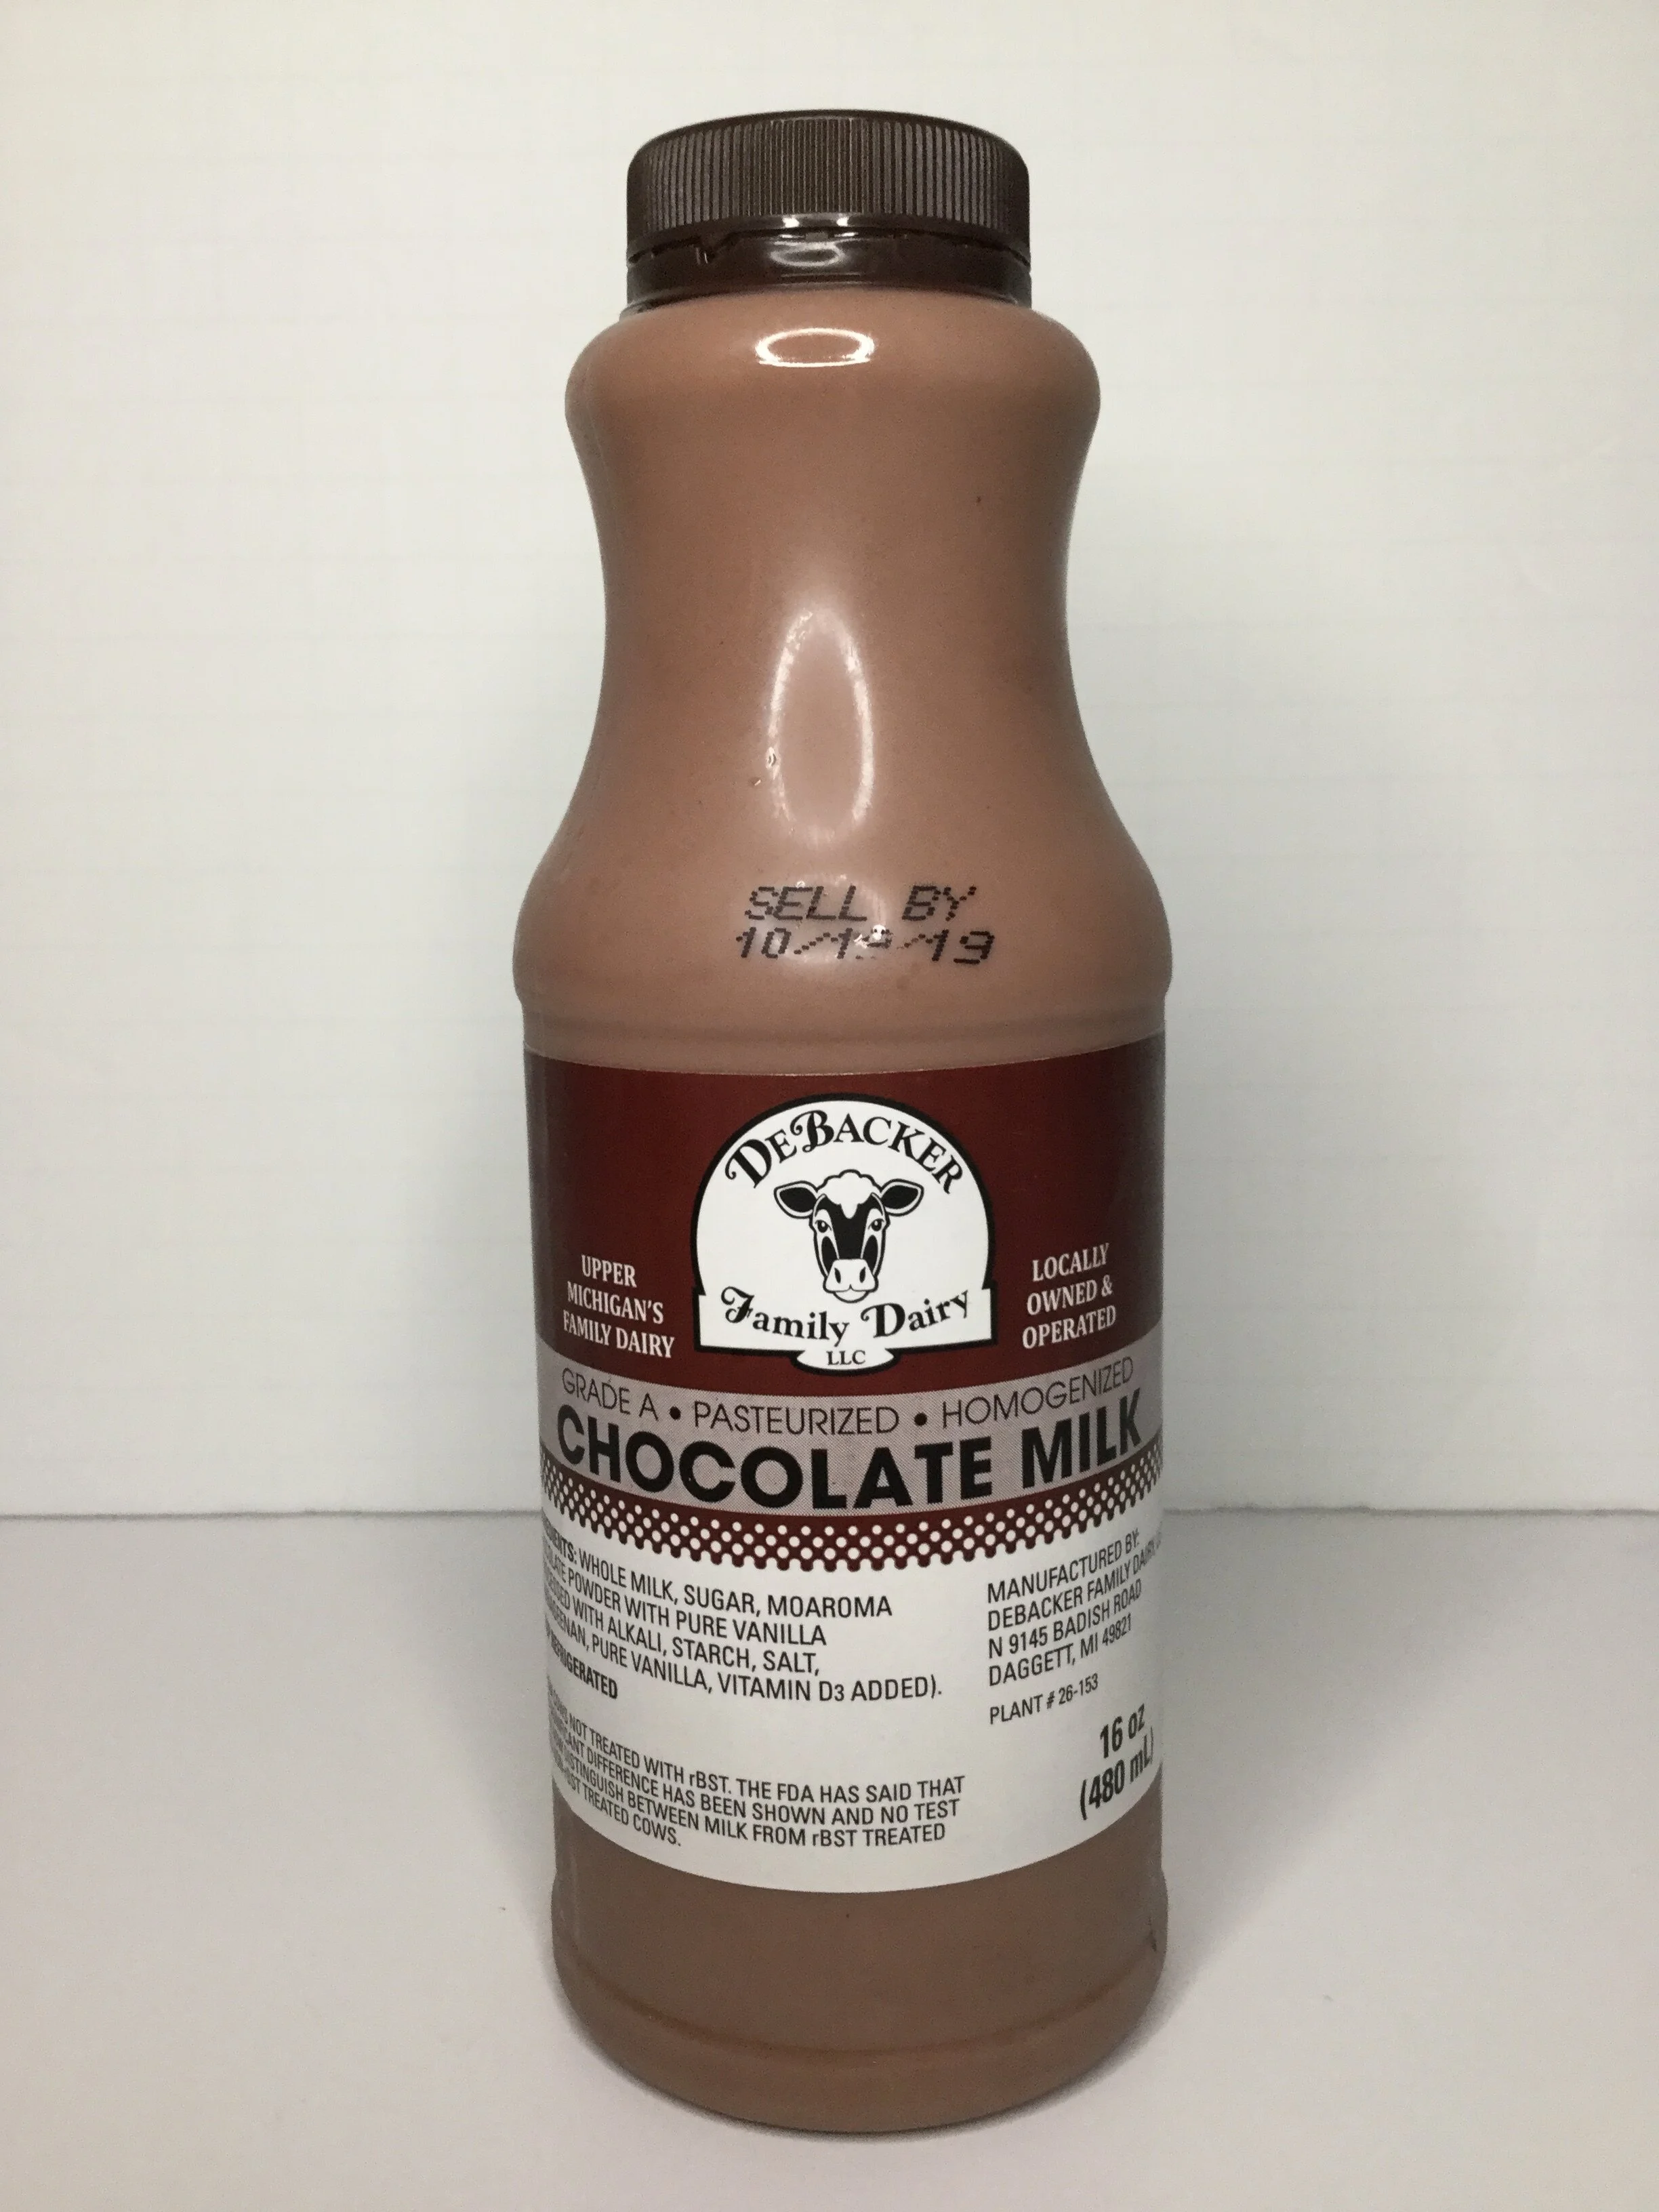 SELL BY
10/19/19
DEBACKER
Family Dairy
LLC
UPPER
MICHIGAN'S
FAMILY DAIRY
LOCALLY
OWNED &
OPERATED
GRADE A • PASTEURIZED • HOMOGENIZED
CHOCOLATE MILK
WHOLE MILK, SUGAR, MOAROMA
POWDER WITH PURE VANILLA
WITH ALKALI, STARCH, SALT,
PURE VANILLA, VITAMIN D3 ADDED).
REFRIGERATED
NOT TREATED WITH rBST. THE FDA HAS SAID THAT
DIFFERENCE HAS BEEN SHOWN AND NO TEST
DISTINGUISH BETWEEN MILK FROM rBST TREATED
TREATED COWS.
MANUFACTURED BY:
DEBACKER FAMILY DAIRY,
N 9145 BADISH ROAD
DAGGETT, MI 49821
PLANT # 26-153
16 oz
(480 mL)